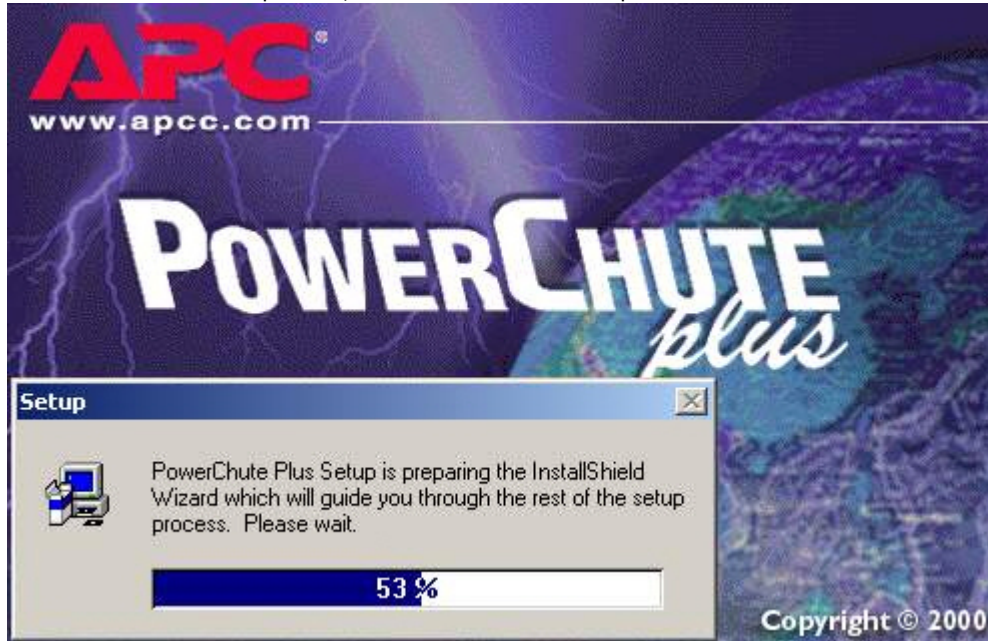 APC®
www.apcc.com
POWERCHUTE
plus
Setup
PowerChute Plus Setup is preparing the InstallShield
Wizard which will guide you through the rest of the setup
process. Please wait.
53 %
Copyright © 2000